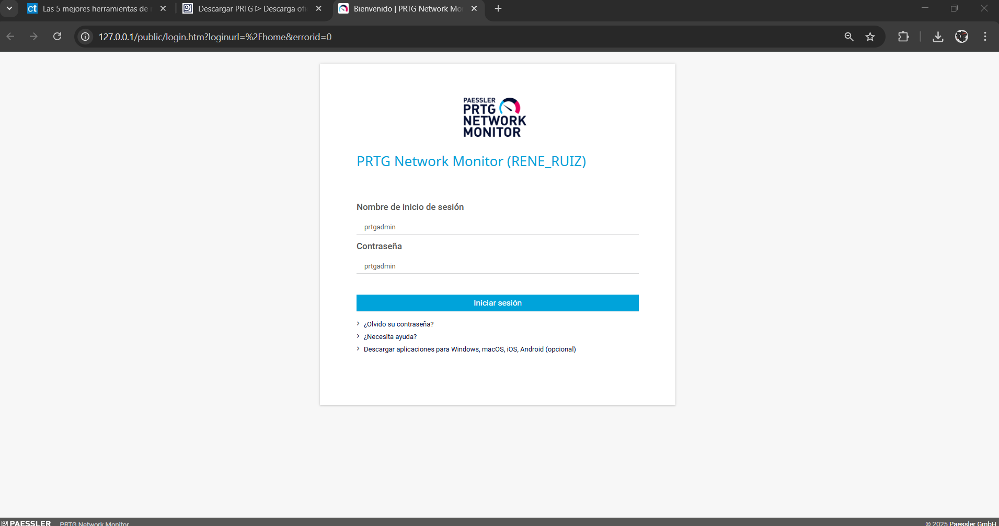 ct Las 5 mejores herramientas de
Descargar PRTG ᐅ Descarga ofi
Bienvenido | PRTG Network Mo
127.0.0.1/public/login.htm?loginurl=%2Fhome&errorid=0
PAESSLER
PRTG
NETWORK
MONITOR
PRTG Network Monitor (RENE_RUIZ)
Nombre de inicio de sesión
prtgadmin
Contraseña
prtgadmin
Iniciar sesión
¿Olvido su contraseña?
¿Necesita ayuda?
Descargar aplicaciones para Windows, macOS, iOS, Android (opcional)
PAESSLER PRTG Network Monitor © 2025 Paessler GmbH